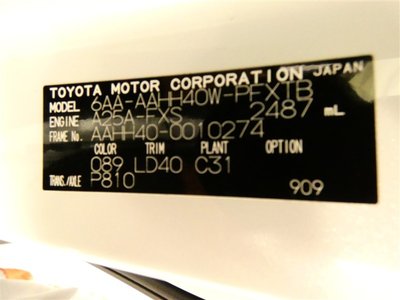 TOYOTA MOTOR CORPORATION JAPAN
MODEL 6AA-AAHH40W-PFXTB
ENGINE A25A-FXS 2487 mL
FRAME No. AAHH40-0010274
COLOR TRIM PLANT OPTION
089 LD40 C31
TRANS./AXLE P810
909